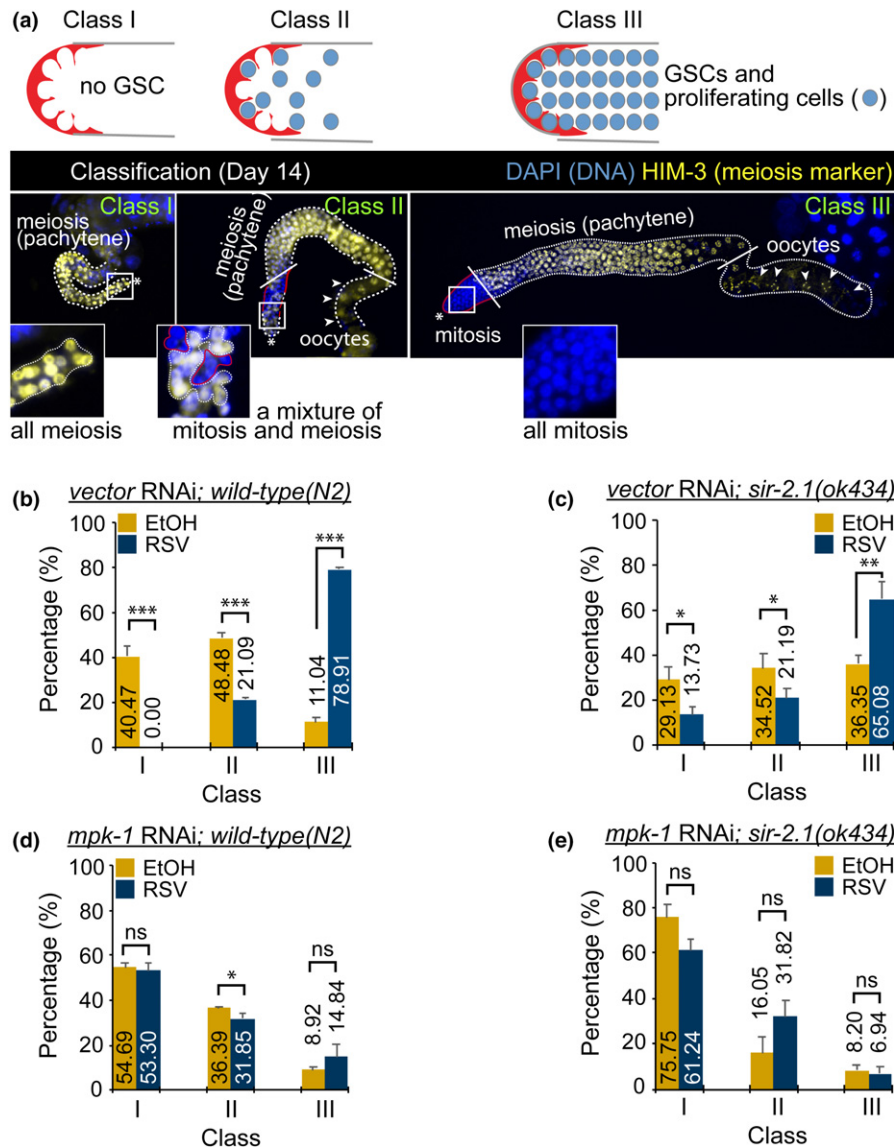 (a)
Class I
Class II
Class III
no GSC
GSCs and
proliferating cells ( )
Classification (Day 14)
DAPI (DNA) HIM-3 (meiosis marker)
Class I
Class II
Class III
meiosis
(pachytene)
meiosis
(pachytene)
meiosis (pachytene)
oocytes
oocytes
mitosis
*
*
*
all meiosis
mitosis
a mixture of
and meiosis
all mitosis
(b)
vector RNAi; wild-type(N2)
EtOH
RSV
Percentage (%)
100
80
60
40
20
0
***
***
***
40.47
0.00
48.48
21.09
11.04
78.91
I
II
III
Class
(c)
vector RNAi; sir-2.1(ok434)
EtOH
RSV
Percentage (%)
100
80
60
40
20
0
*
*
**
29.13
13.73
34.52
21.19
36.35
65.08
I
II
III
Class
(d)
mpk-1 RNAi; wild-type(N2)
EtOH
RSV
Percentage (%)
100
80
60
40
20
0
ns
*
ns
54.69
53.30
36.39
31.85
8.92
14.84
I
II
III
Class
(e)
mpk-1 RNAi; sir-2.1(ok434)
EtOH
RSV
Percentage (%)
100
80
60
40
20
0
ns
ns
ns
75.75
61.24
16.05
31.82
8.20
6.94
I
II
III
Class